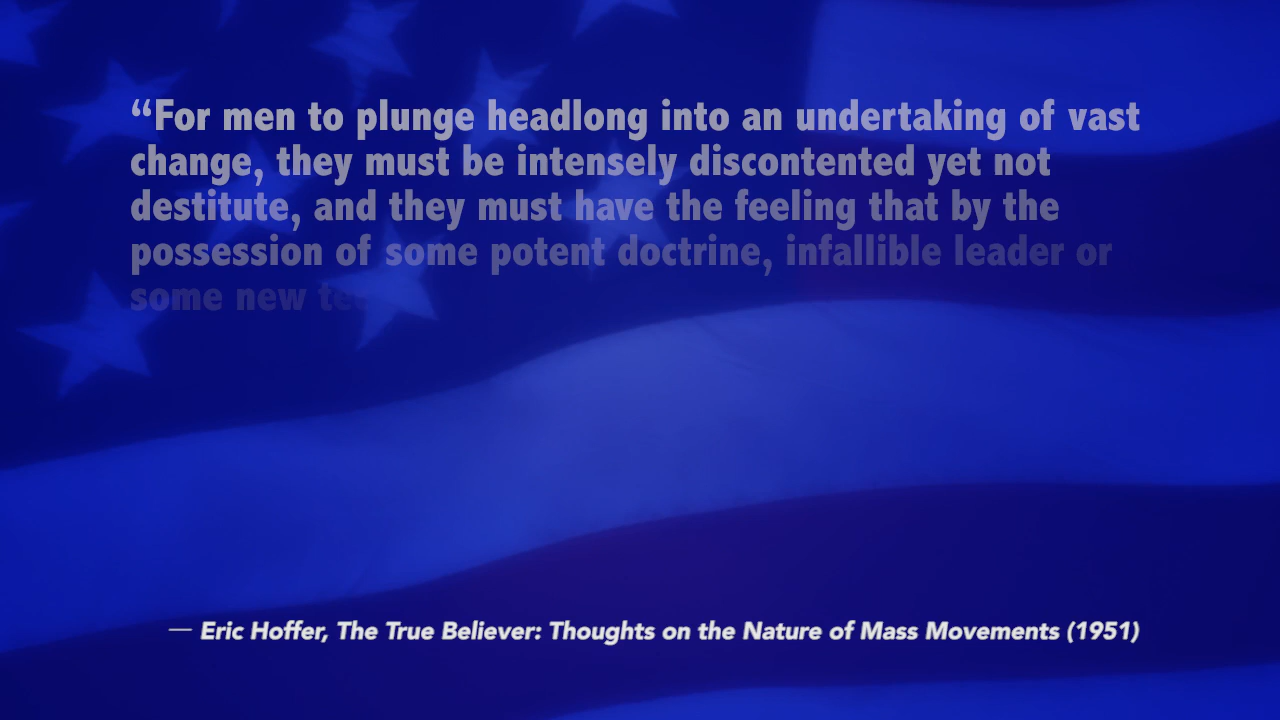 “For men to plunge headlong into an undertaking of vast
change, they must be intensely discontented yet not
destitute, and they must have the feeling that by the
possession of some potent doctrine, infallible leader or
some new
— Eric Hoffer, The True Believer: Thoughts on the Nature of Mass Movements (1951)